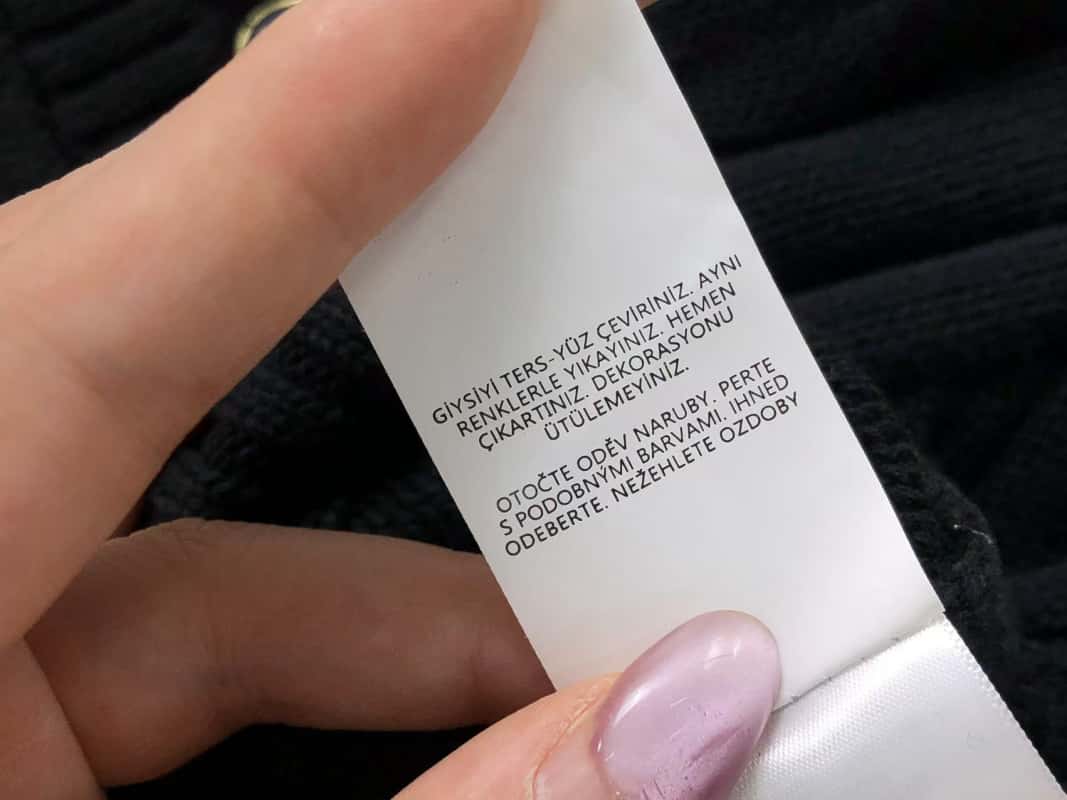 GİYSİYİ TERS-YÜZ ÇEVİRİNİZ. AYNI
RENKLERLE YIKAYINIZ. HEMEN
ÇIKARTINIZ. DEKORASYONU
ÜTÜLEMEYİNİZ.
OTOČTE ODĚV NARUBY. PERTE
S PODOBNÝMI BARVAMI. IHNED
ODEBERTE. NEŽEHLETE OZDOBY